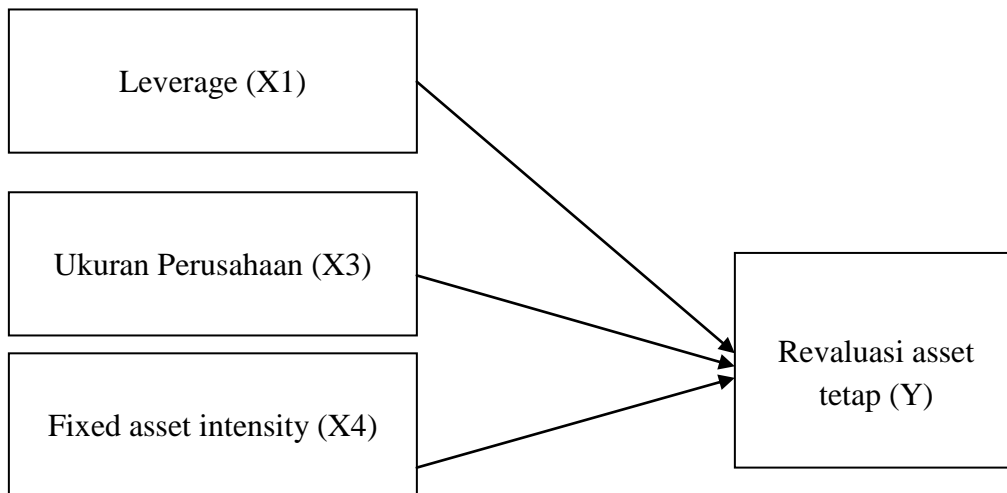 Leverage (X1)
Ukuran Perusahaan (X3)
Fixed asset intensity (X4)
Revaluasi asset
tetap (Y)